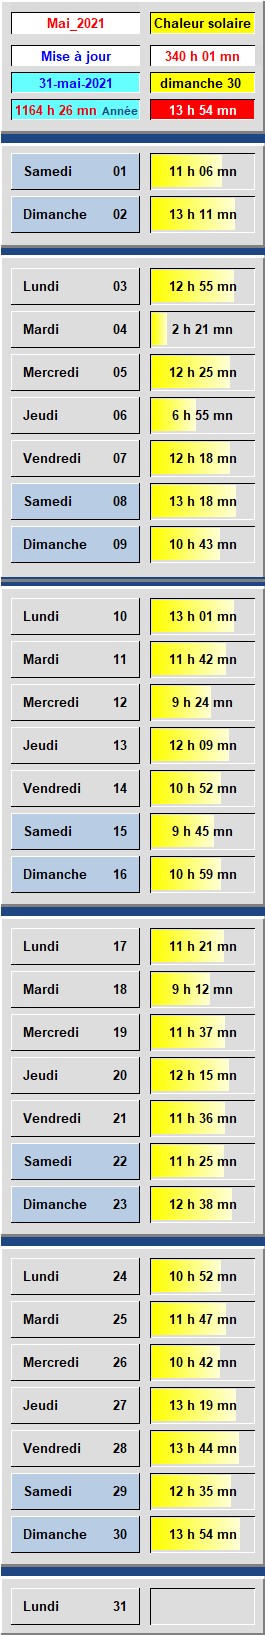 Mai_2021 Chaleur solaire
Mise à jour 340 h 01 mn
31-mai-2021 dimanche 30
1164 h 26 mn Année 13 h 54 mn
Samedi 01 11 h 06 mn
Dimanche 02 13 h 11 mn
Lundi 03 12 h 55 mn
Mardi 04 2 h 21 mn
Mercredi 05 12 h 25 mn
Jeudi 06 6 h 55 mn
Vendredi 07 12 h 18 mn
Samedi 08 13 h 18 mn
Dimanche 09 10 h 43 mn
Lundi 10 13 h 01 mn
Mardi 11 11 h 42 mn
Mercredi 12 9 h 24 mn
Jeudi 13 12 h 09 mn
Vendredi 14 10 h 52 mn
Samedi 15 9 h 45 mn
Dimanche 16 10 h 59 mn
Lundi 17 11 h 21 mn
Mardi 18 9 h 12 mn
Mercredi 19 11 h 37 mn
Jeudi 20 12 h 15 mn
Vendredi 21 11 h 36 mn
Samedi 22 11 h 25 mn
Dimanche 23 12 h 38 mn
Lundi 24 10 h 52 mn
Mardi 25 11 h 47 mn
Mercredi 26 10 h 42 mn
Jeudi 27 13 h 19 mn
Vendredi 28 13 h 44 mn
Samedi 29 12 h 35 mn
Dimanche 30 13 h 54 mn
Lundi 31